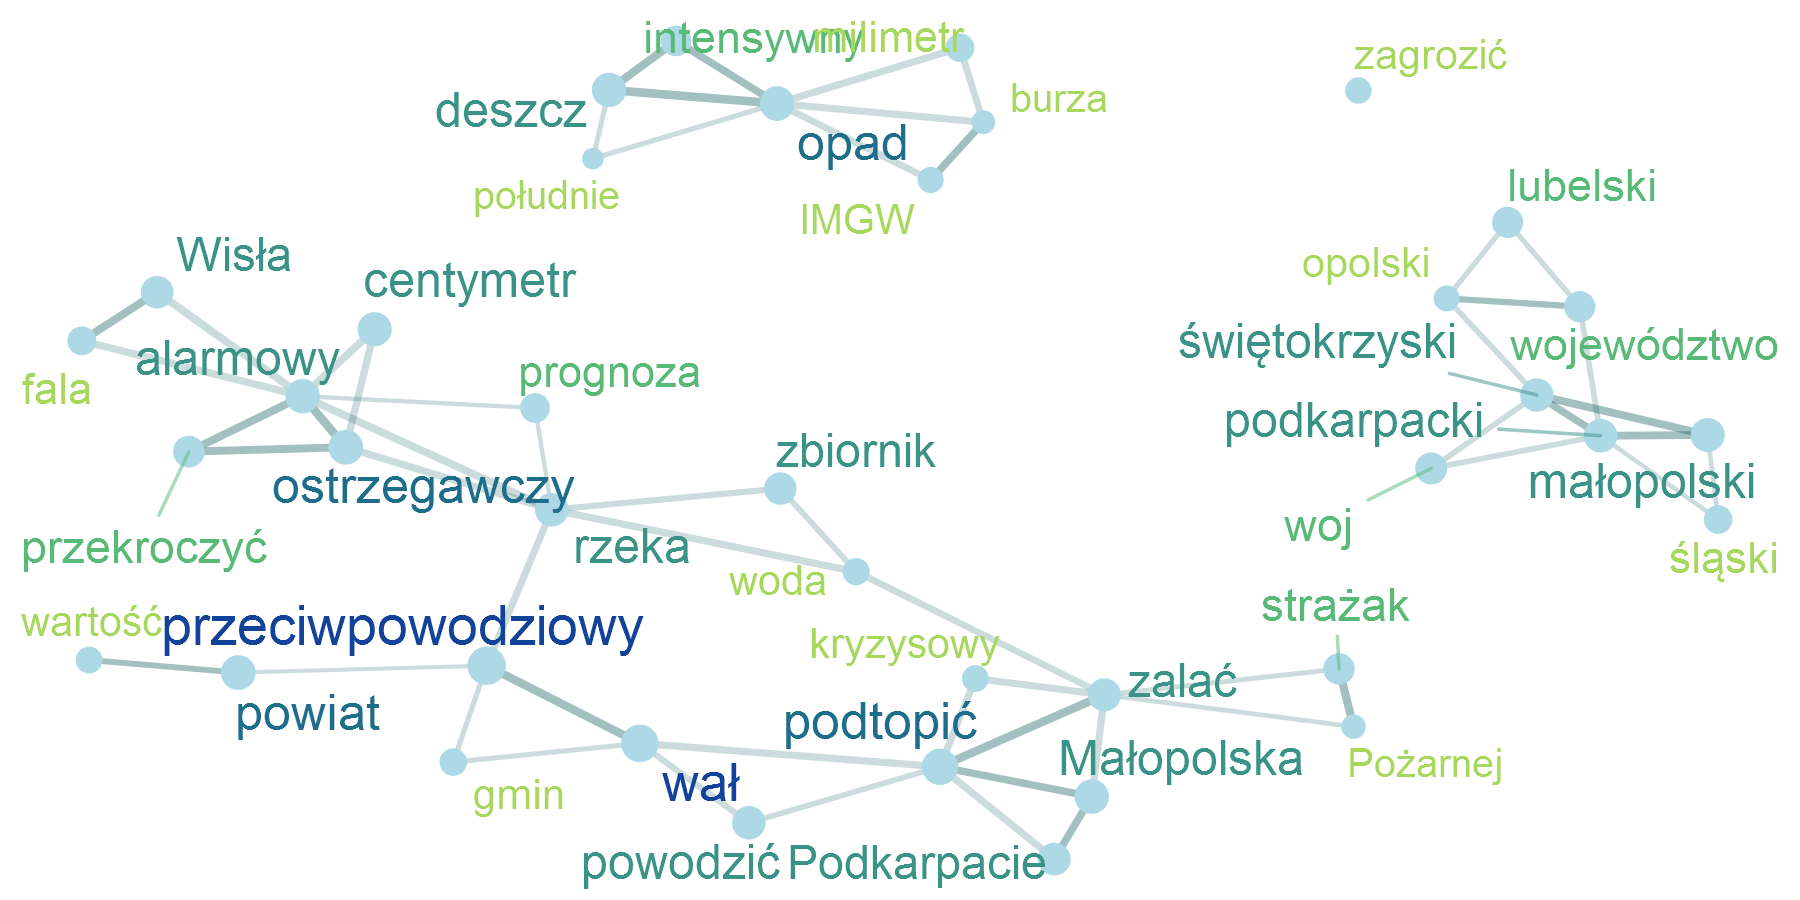 intensywny
milimetr
zagrozić
deszcz
burza
opad
południe
IMGW
lubelski
Wisła
centymetr
opolski
alarmowy
świętokrzyski
województwo
fala
prognoza
podkarpacki
zbiornik
ostrzegawczy
małopolski
woj
przekroczyć
rzeka
śląski
woda
strażak
wartość
przeciwpowodziowy
kryzysowy
zalać
powiat
podtopić
Małopolska
Pożarnej
wał
gmin
powodzić
Podkarpacie